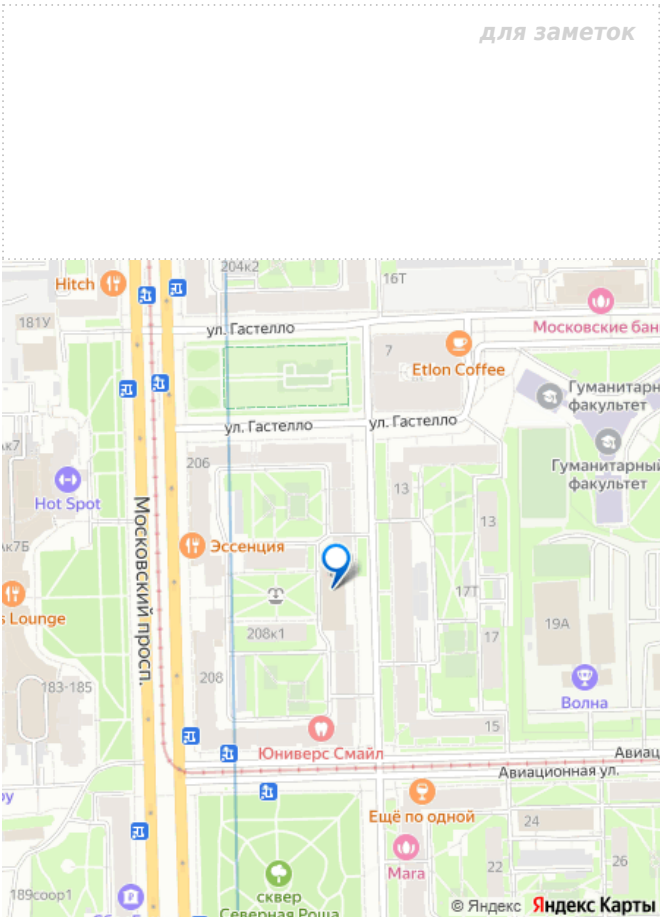 для заметок
204к2
16Т
Hitch
181У
ул. Гастелло
Московские бан
7
Etlon Coffee
Гуманитарн
факультет
ул. Гастелло
ул. Гастелло
к7
206
Гуманитарный
факультет
13
Hot Spot
13
Московский просп.
Эссенция
к7Б
17Т
s Lounge
19А
208к1
17
208
183-185
Волна
15
Юниверс Смайл
Авиац
Авиационная ул.
ру
Ещё по одной
24
Mara
22
26
189соор1
сквер
Северная Роща
© Яндекс Яндекс Карты